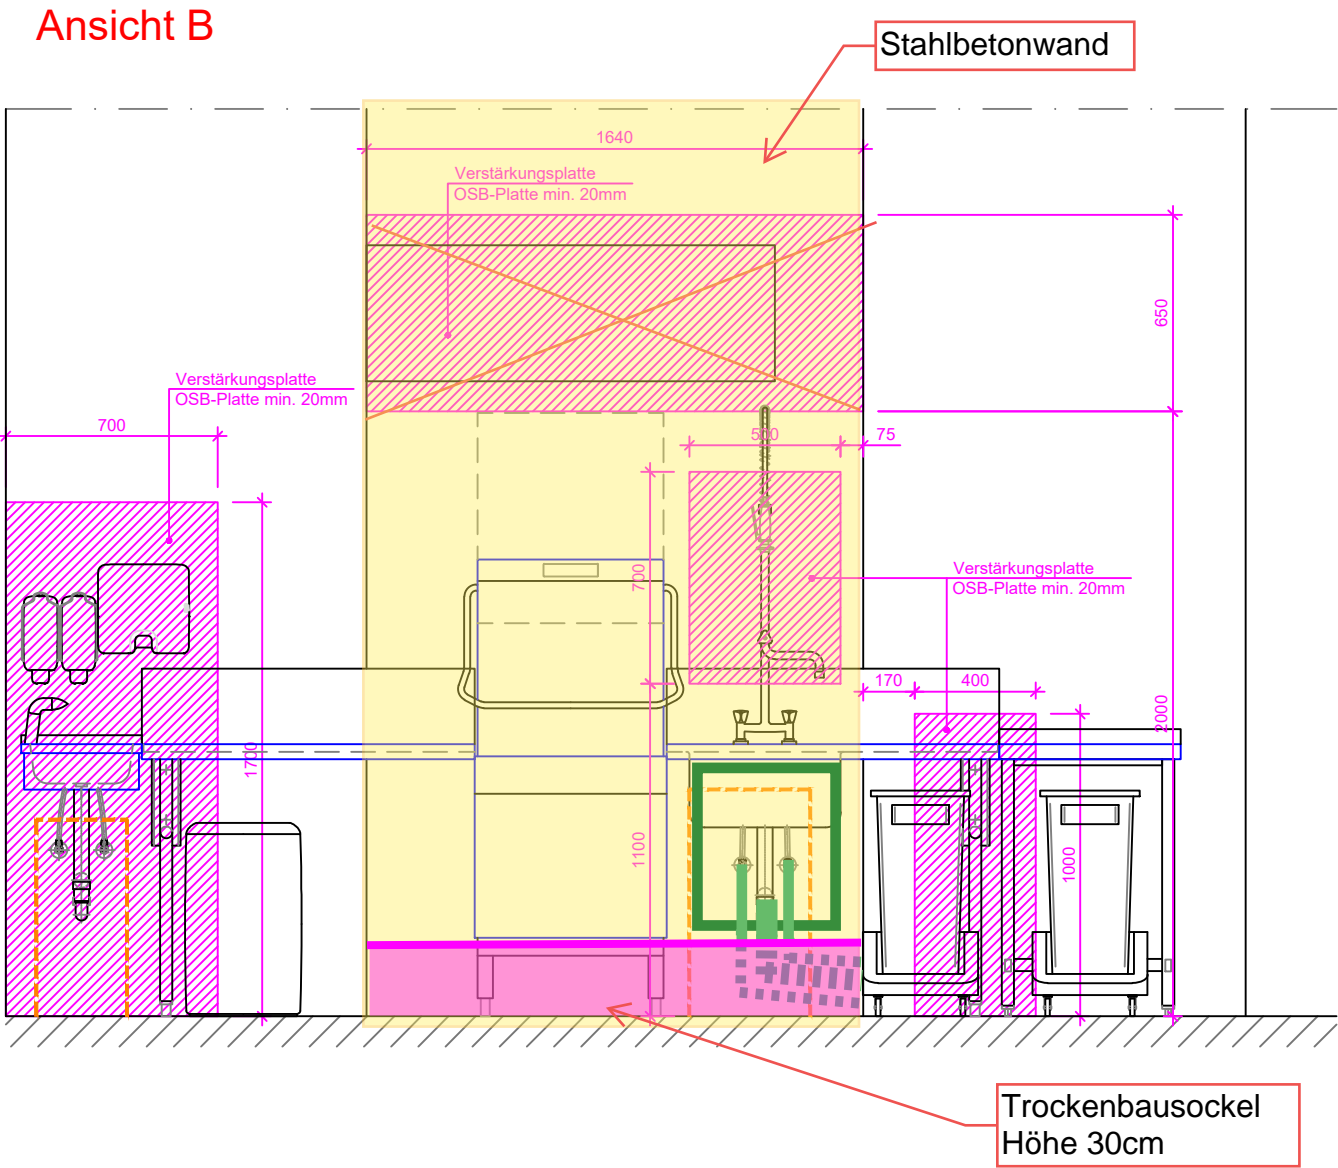 Ansicht B
Stahlbetonwand
1640
Verstärkungsplatte
OSB-Platte min. 20mm
650
Verstärkungsplatte
OSB-Platte min. 20mm
700
500
75
700
Verstärkungsplatte
OSB-Platte min. 20mm
170
400
2000
1700
1100
1000
Trockenbausockel
Höhe 30cm